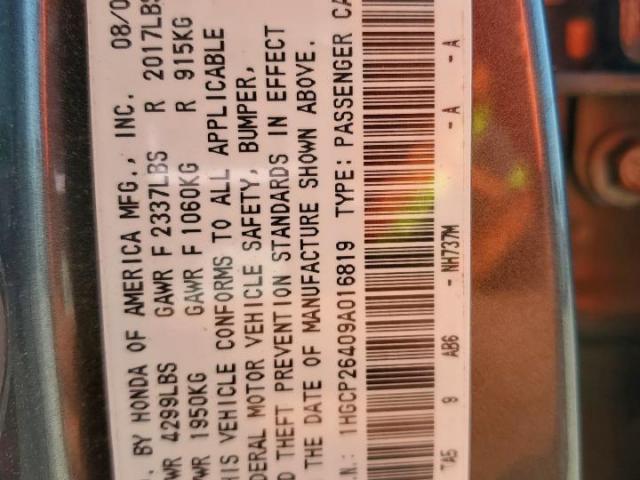 . BY HONDA OF AMERICA MFG., INC. 08/0
WR 4299LBS GAWR F 2337LBS R 2017LBS
WR 1950KG GAWR F 1060KG R 915KG
HIS VEHICLE CONFORMS TO ALL APPLICABLE
DERAL MOTOR VEHICLE SAFETY, BUMPER,
D THEFT PREVENTION STANDARDS IN EFFECT
THE DATE OF MANUFACTURE SHOWN ABOVE.
.N.: 1HGCP26409A016819 TYPE: PASSENGER CA
TA5 9 AB6 - NH737M - A - A